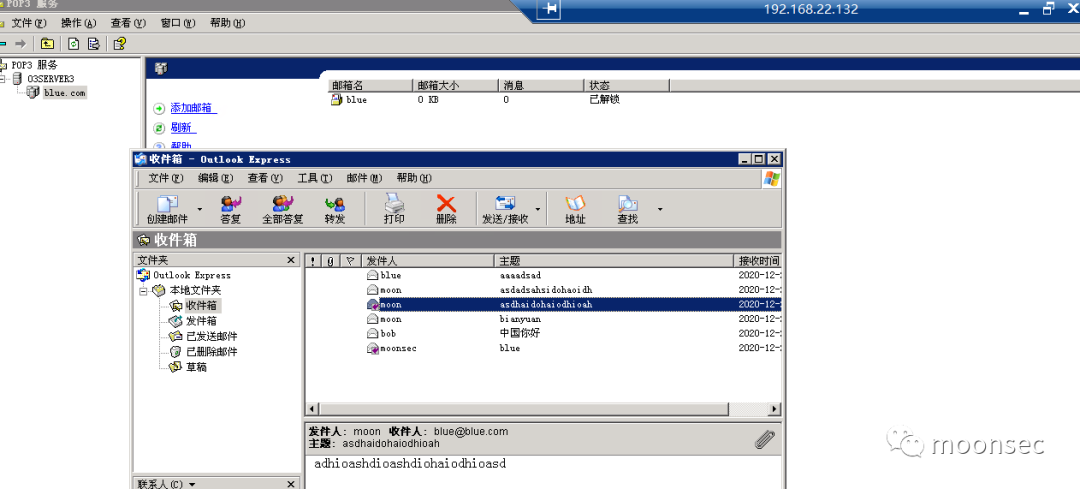 POP3 服务
192.168.22.132
文件(F) 操作(A) 查看(V) 窗口(W) 帮助(H)
POP3 服务
03SERVER3
blue.com
邮箱名 邮箱大小 消息 状态
blue 0 KB 0 已解锁
添加邮箱
刷新
帮助
收件箱 - Outlook Express
文件(F) 编辑(E) 查看(V) 工具(T) 邮件(M) 帮助(H)
创建邮件 答复 全部答复 转发 打印 删除 发送/接收 地址 查找
收件箱
文件夹
Outlook Express
本地文件夹
收件箱
发件箱
已发送邮件
已删除邮件
草稿
联系人(C)
! 发件人 主题 接收时间
blue aaaadsad 2020-12-
moon asdadsahsidohaoidh 2020-12-
moon asdhaidohaiodhioah 2020-12-
moon bianyuan 2020-12-
bob 中国你好 2020-12-
moonsec blue 2020-12-
发件人: moon 收件人: blue@blue.com
主题: asdhaidohaiodhioah
adhioashdioashdiohaiodhioasd
moonsec